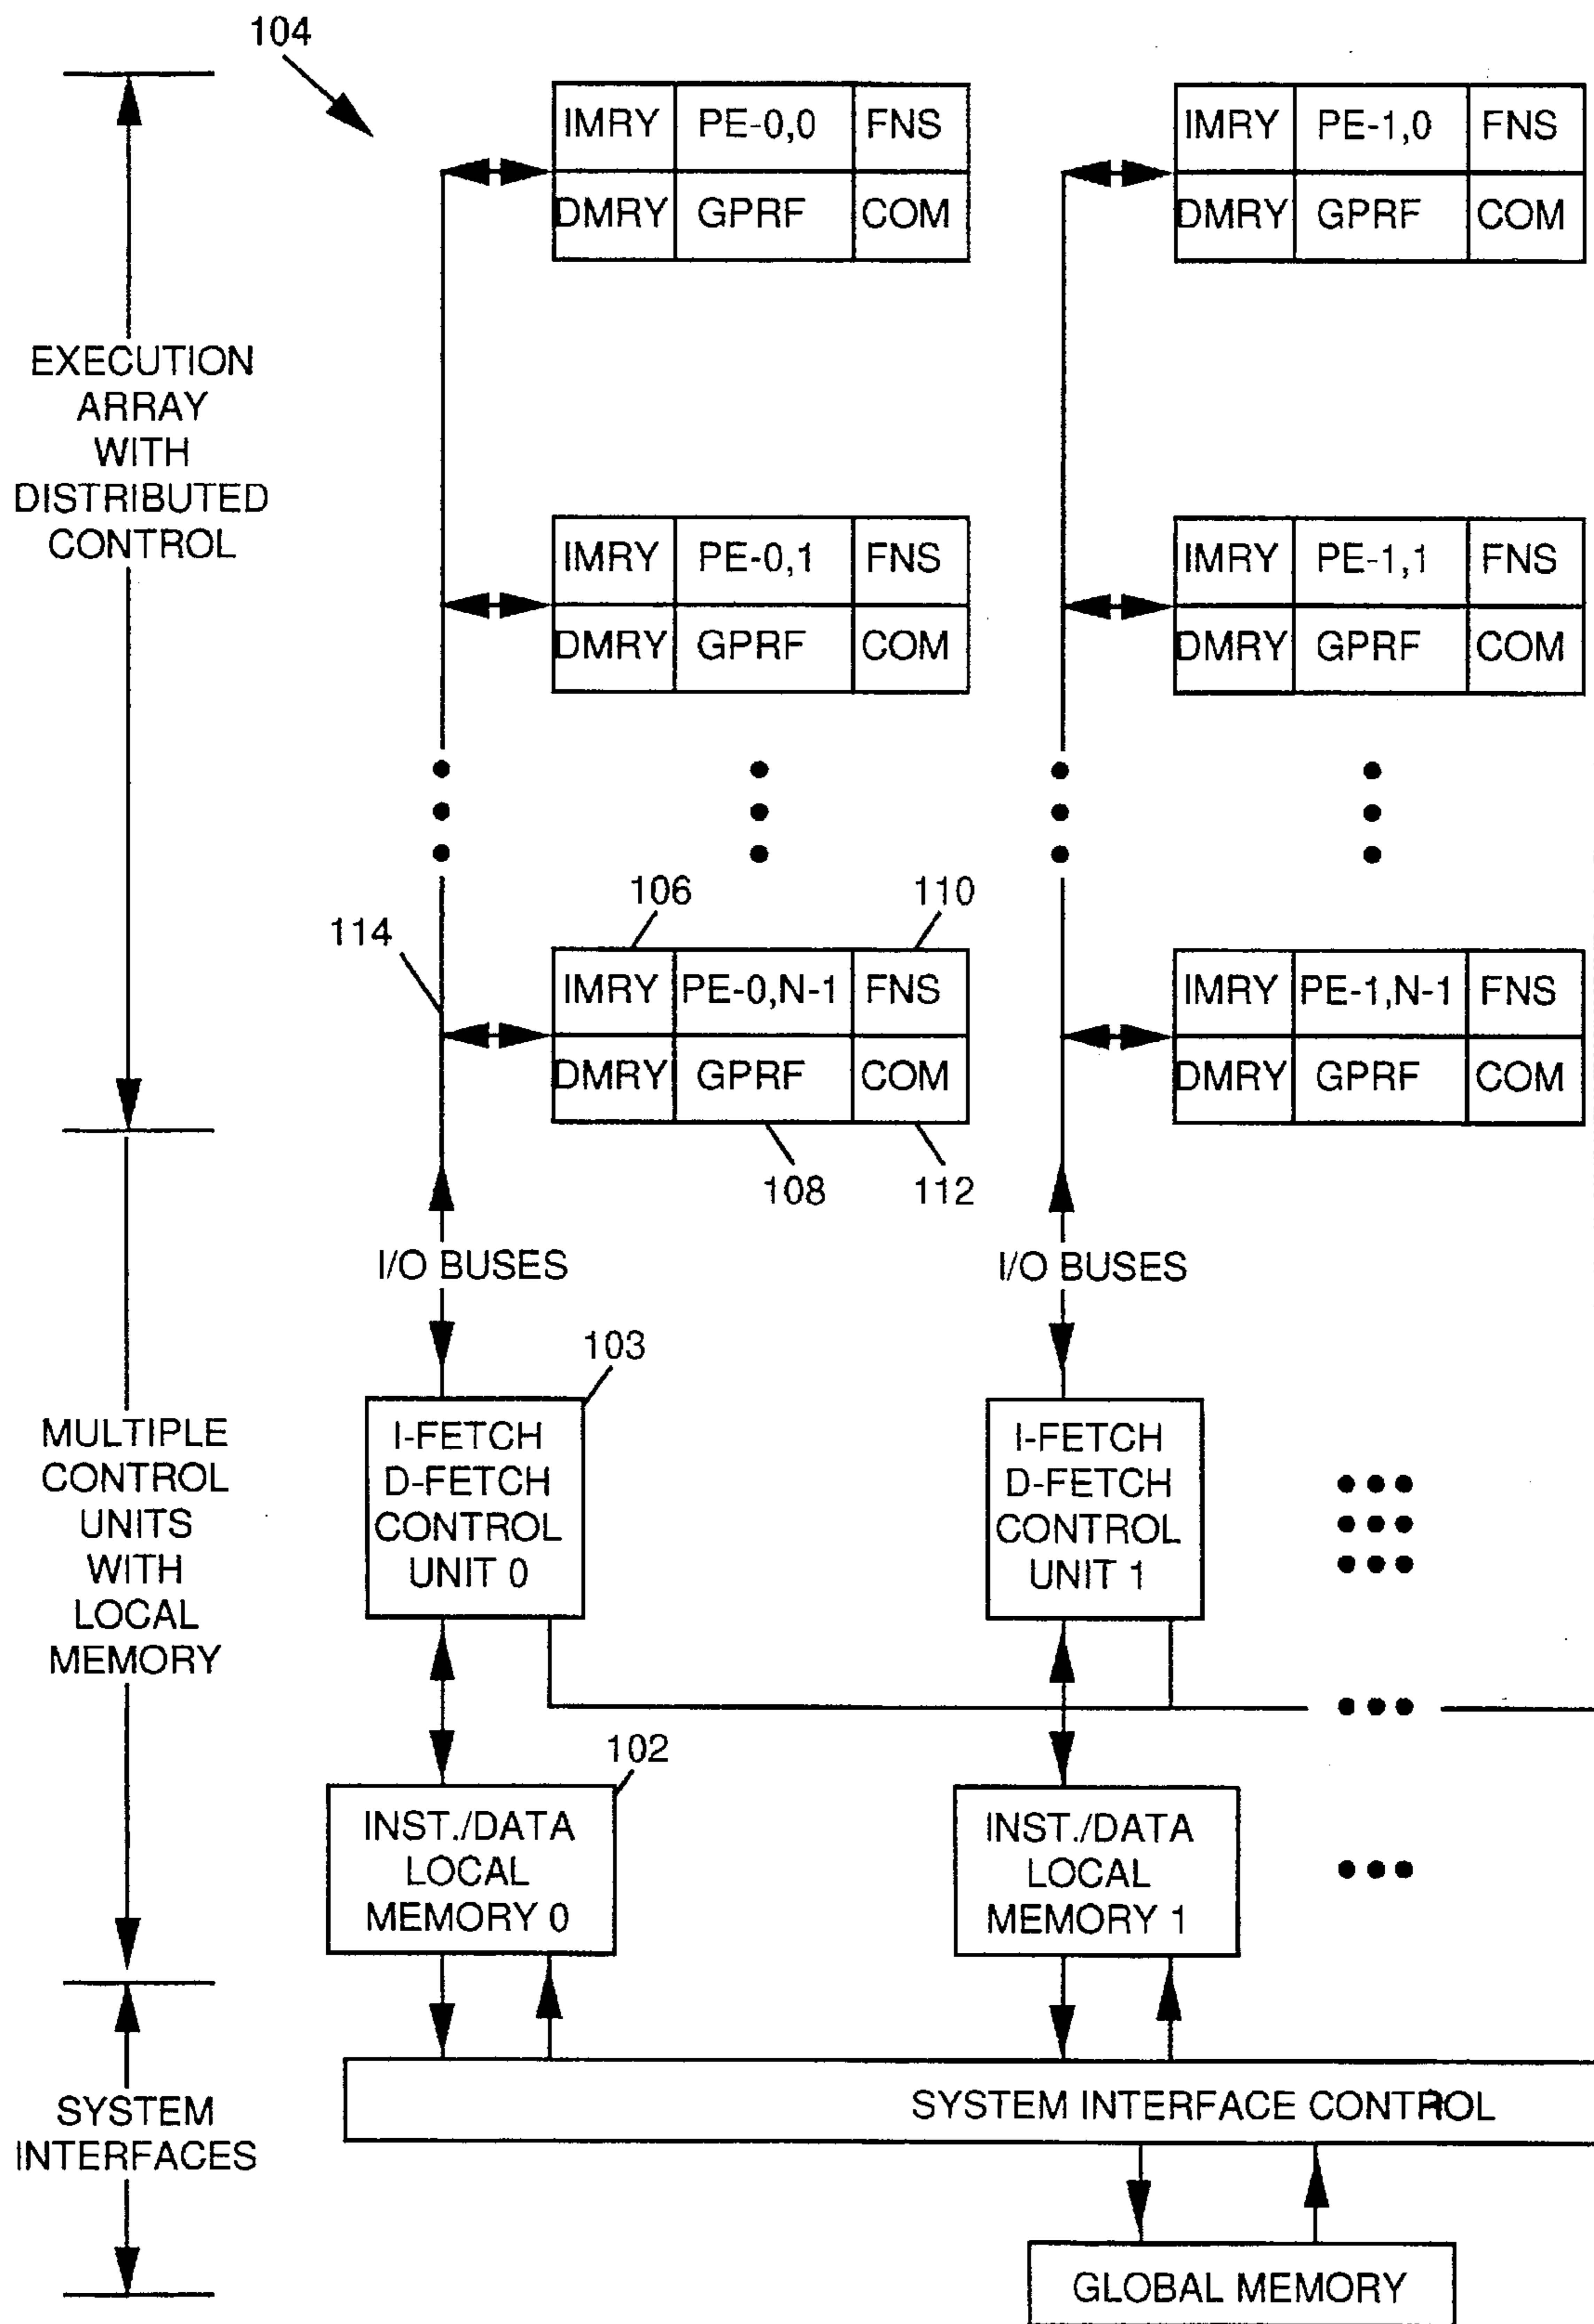 104
IMRY PE-0,0 FNS
DMRY GPRF COM
IMRY PE-1,0 FNS
DMRY GPRF COM
EXECUTION
ARRAY
WITH
DISTRIBUTED
CONTROL
IMRY PE-0,1 FNS
DMRY GPRF COM
IMRY PE-1,1 FNS
DMRY GPRF COM
106
110
114
IMRY PE-0,N-1 FNS
DMRY GPRF COM
108
112
IMRY PE-1,N-1 FNS
DMRY GPRF COM
I/O BUSES
I/O BUSES
103
MULTIPLE
CONTROL
UNITS
WITH
LOCAL
MEMORY
I-FETCH
D-FETCH
CONTROL
UNIT 0
I-FETCH
D-FETCH
CONTROL
UNIT 1
102
INST./DATA
LOCAL
MEMORY 0
INST./DATA
LOCAL
MEMORY 1
SYSTEM
INTERFACES
SYSTEM INTERFACE CONTROL
GLOBAL MEMORY